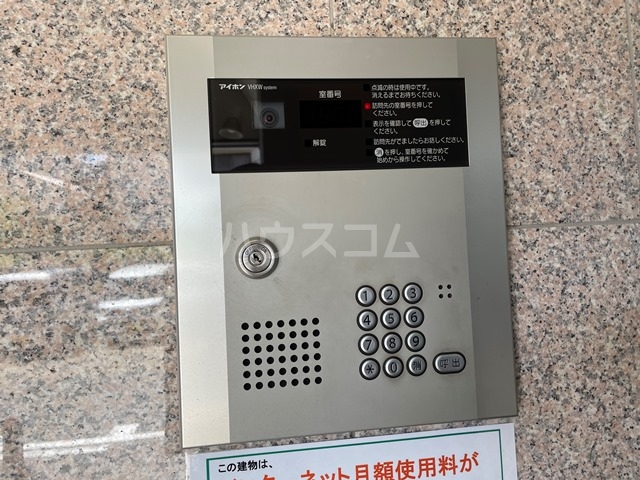 アイホン VHXW system
室番号
解錠
点滅の時は使用中です。
消えるまでお待ちください。
訪問先の室番号を押して
ください。
表示を確認して呼出を押して
ください。
訪問先がでましたらお話しください。
消を押し、室番号を確かめて
始めから操作してください。
ハウスコム
1 2 3
4 5 6
7 8 9
* 0 消 呼出
この建物は、
ネット月額使用料が